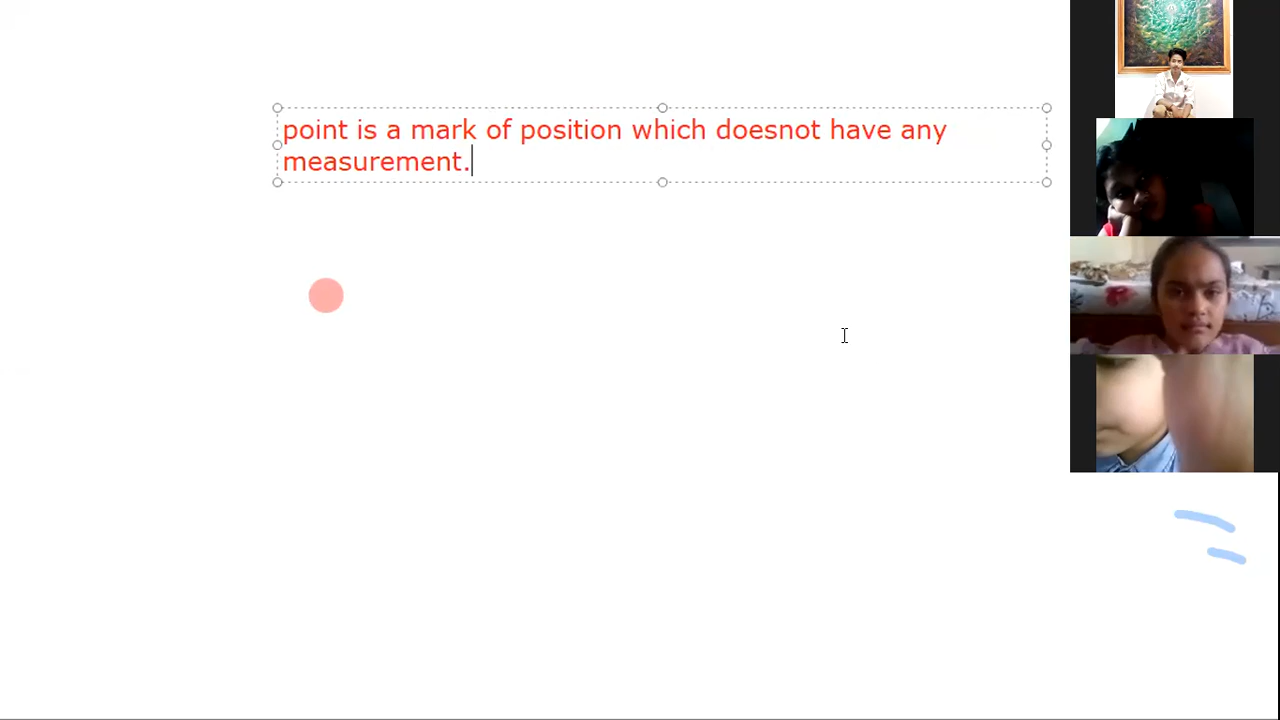 point is a mark of position which doesnot have any
measurement.